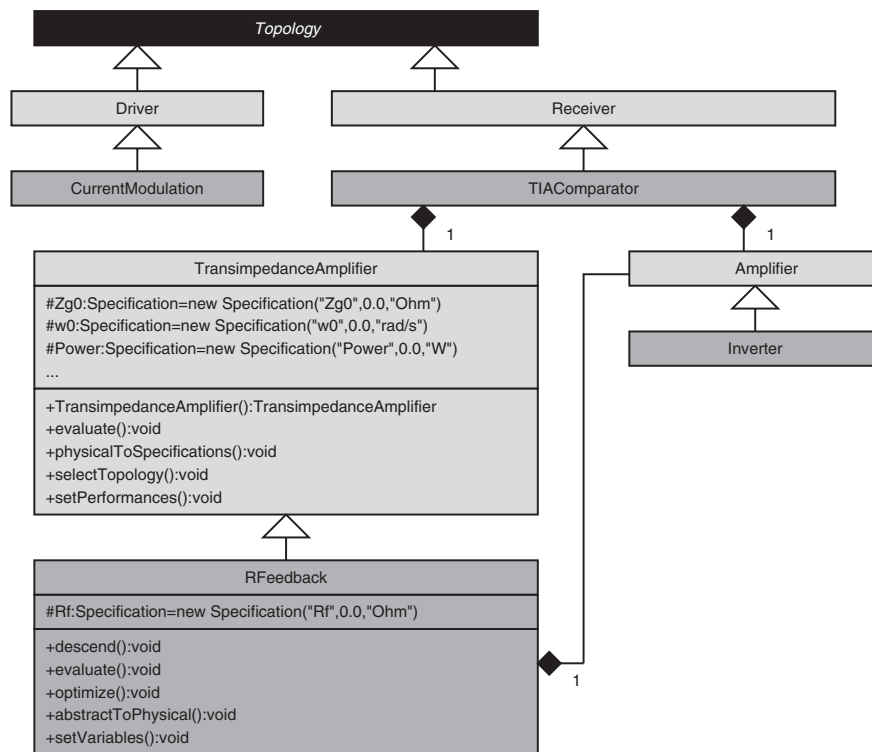 Topology
Driver
Receiver
CurrentModulation
TIAComparator
1
1
TransimpedanceAmplifier
#Zg0:Specification=new Specification("Zg0",0.0,"Ohm")
#w0:Specification=new Specification("w0",0.0,"rad/s")
#Power:Specification=new Specification("Power",0.0,"W")
...
+TransimpedanceAmplifier():TransimpedanceAmplifier
+evaluate():void
+physicalToSpecifications():void
+selectTopology():void
+setPerformances():void
Amplifier
Inverter
RFeedback
#Rf:Specification=new Specification("Rf",0.0,"Ohm")
+descend():void
+evaluate():void
+optimize():void
+abstractToPhysical():void
+setVariables():void
1